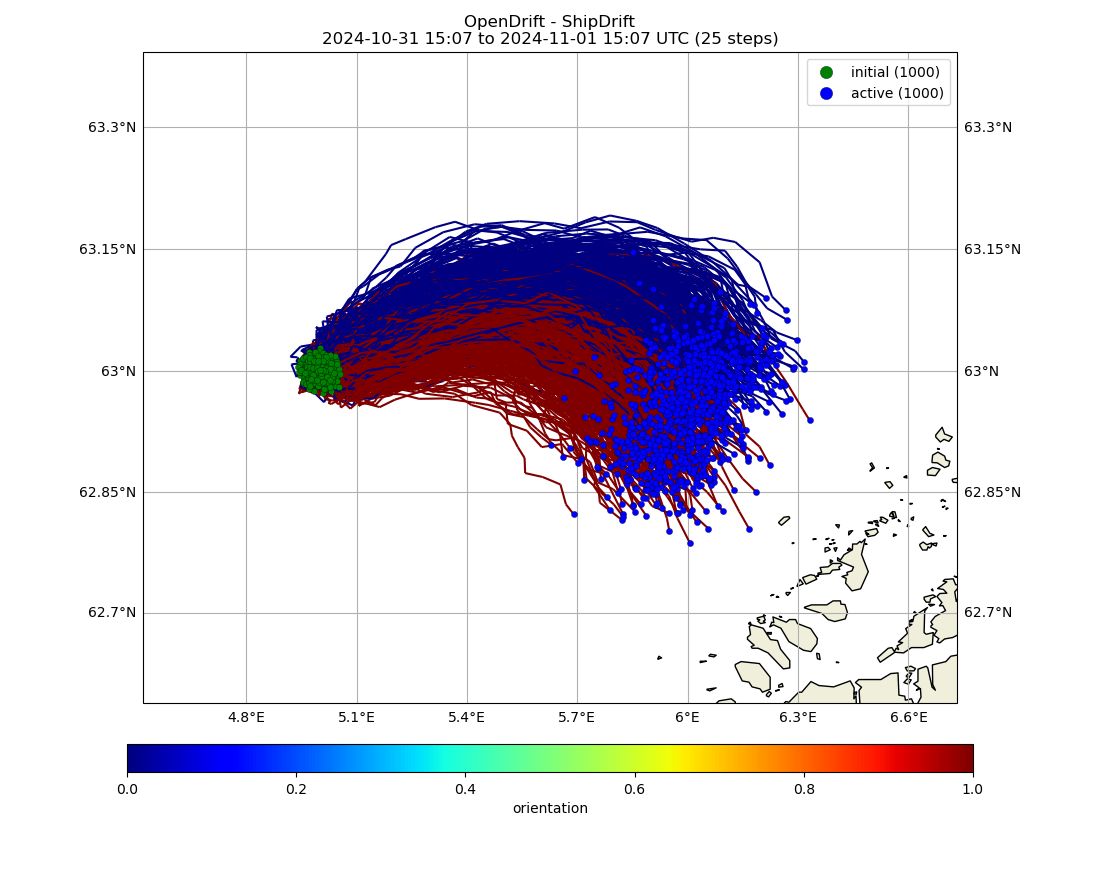 OpenDrift - ShipDrift
2024-10-31 15:07 to 2024-11-01 15:07 UTC (25 steps)
initial (1000)
active (1000)
63.3°N 63.3°N
63.15°N 63.15°N
63°N 63°N
62.85°N 62.85°N
62.7°N 62.7°N
4.8°E 5.1°E 5.4°E 5.7°E 6°E 6.3°E 6.6°E
0.0 0.2 0.4 0.6 0.8 1.0
orientation